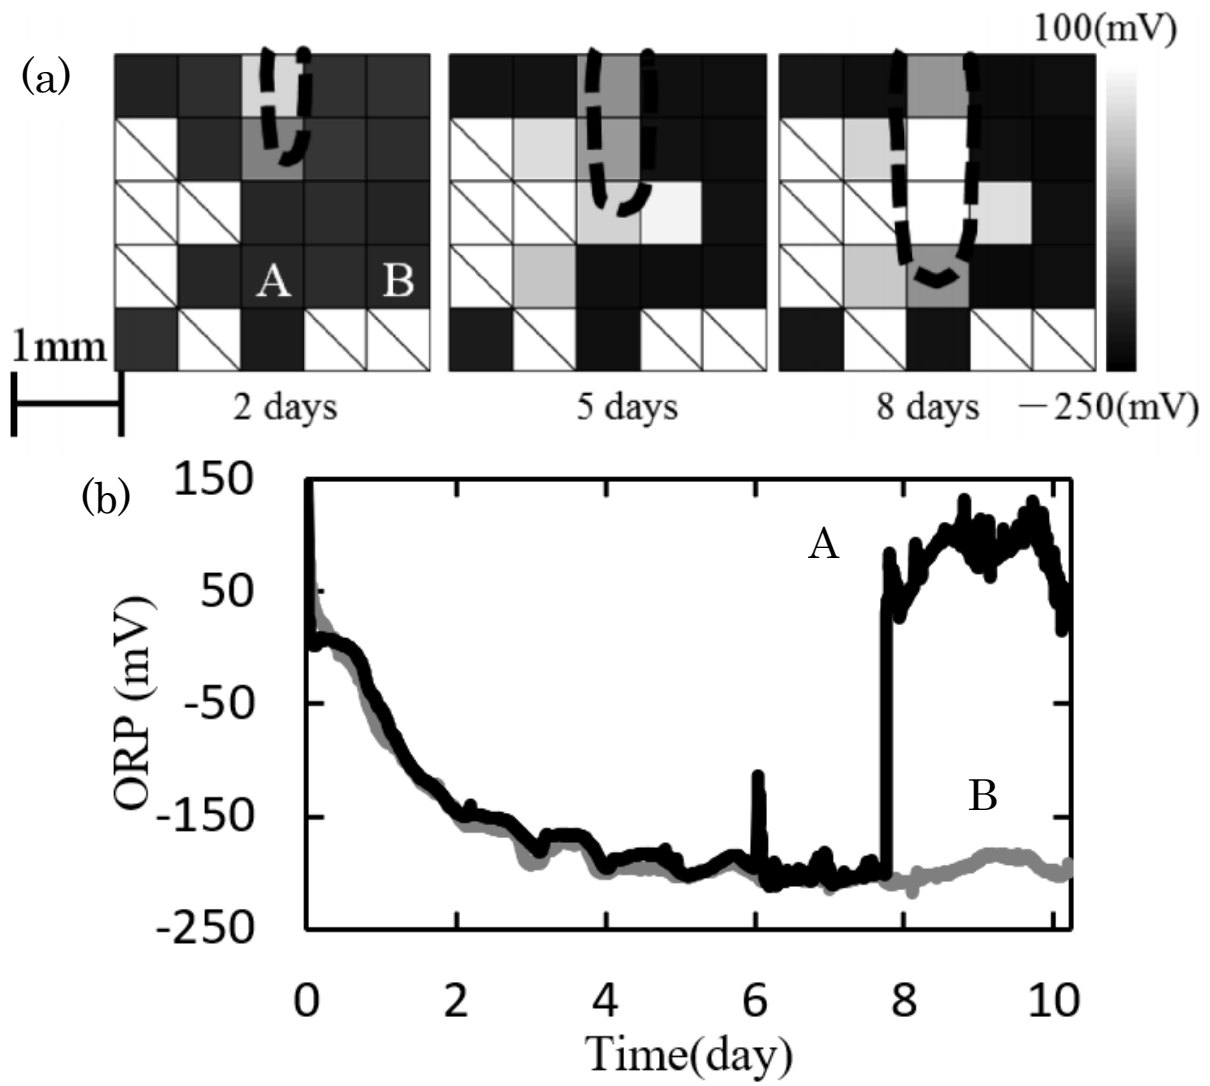 100(mV)
(a)
A B
1mm
2 days 5 days 8 days −250(mV)
(b)
150
50
-50
-150
-250
ORP (mV)
A
B
0 2 4 6 8 10
Time(day)